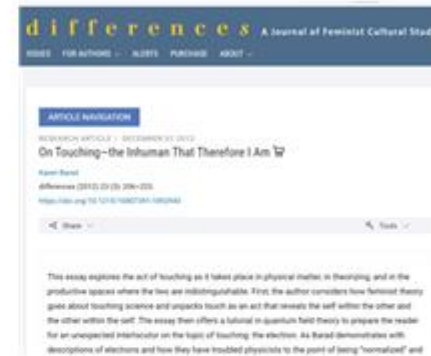 differences A Journal of Feminist Cultural Stud
ISSUES FOR AUTHORS ALERTS PURCHASE ABOUT
ARTICLE NAVIGATION
RESEARCH ARTICLE | DECEMBER 01 2012
On Touching—the Inhuman That Therefore I Am
Karen Barad
differences (2012) 23 (3): 206–223.
Share Tools
This essay explores the act of touching as it takes place in physical matter, in theorizing, and in the
productive spaces where the two are indistinguishable. First, the author considers how feminist theory
goes about touching science and unpacks touch as an act that reveals the self within the other and
the other within the self. The essay then offers a tutorial in quantum field theory to prepare the reader
for an unexpected interlocutor on the topic of touching: the electron. As Barad demonstrates with
descriptions of electrons and how they have troubled physicists to the point of being "normalized" and